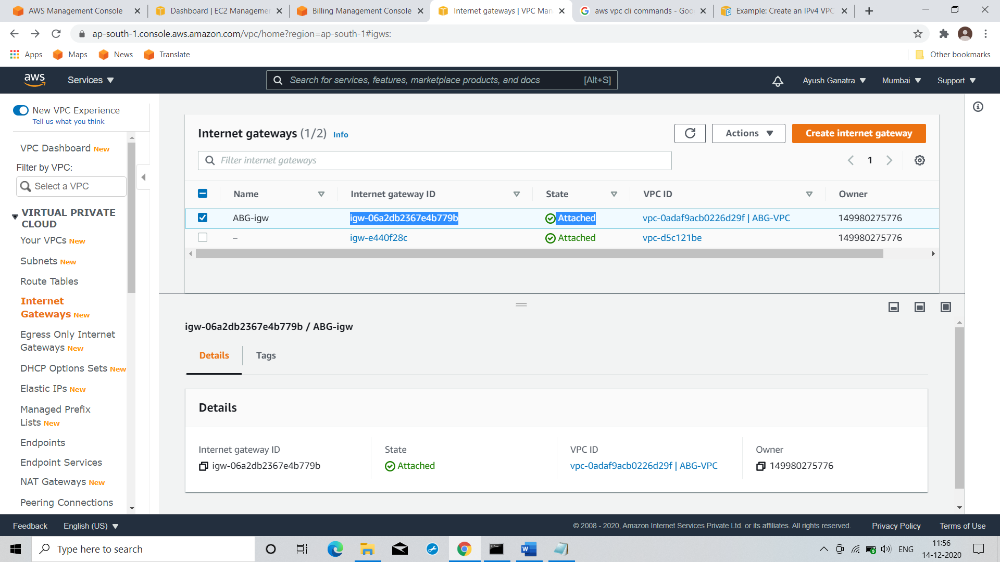 AWS Management Console
Dashboard | EC2 Manageme
Billing Management Console
Internet gateways | VPC Man
aws vpc cli commands - Goo
Example: Create an IPv4 VPC
ap-south-1.console.aws.amazon.com/vpc/home?region=ap-south-1#igws:
Apps
Maps
News
Translate
Other bookmarks
aws
Services
Search for services, features, marketplace products, and docs
[Alt+S]
Ayush Ganatra
Mumbai
Support
New VPC Experience
Tell us what you think
VPC Dashboard New
Filter by VPC:
Select a VPC
VIRTUAL PRIVATE
CLOUD
Your VPCs New
Subnets New
Route Tables
Internet
Gateways New
Egress Only Internet
Gateways New
DHCP Options Sets New
Elastic IPs New
Managed Prefix
Lists New
Endpoints
Endpoint Services
NAT Gateways New
Peering Connections
Internet gateways (1/2) Info
Actions
Create internet gateway
Filter internet gateways
1
Name
Internet gateway ID
State
VPC ID
Owner
ABG-igw
igw-06a2db2367e4b779b
Attached
vpc-0adaf9acb0226d29f | ABG-VPC
149980275776
–
igw-e440f28c
Attached
vpc-d5c121be
149980275776
igw-06a2db2367e4b779b / ABG-igw
Details
Tags
Details
Internet gateway ID
igw-06a2db2367e4b779b
State
Attached
VPC ID
vpc-0adaf9acb0226d29f | ABG-VPC
Owner
149980275776
Feedback
English (US)
© 2008 - 2020, Amazon Internet Services Private Ltd. or its affiliates. All rights reserved.
Privacy Policy
Terms of Use
Type here to search
ENG
11:56
14-12-2020